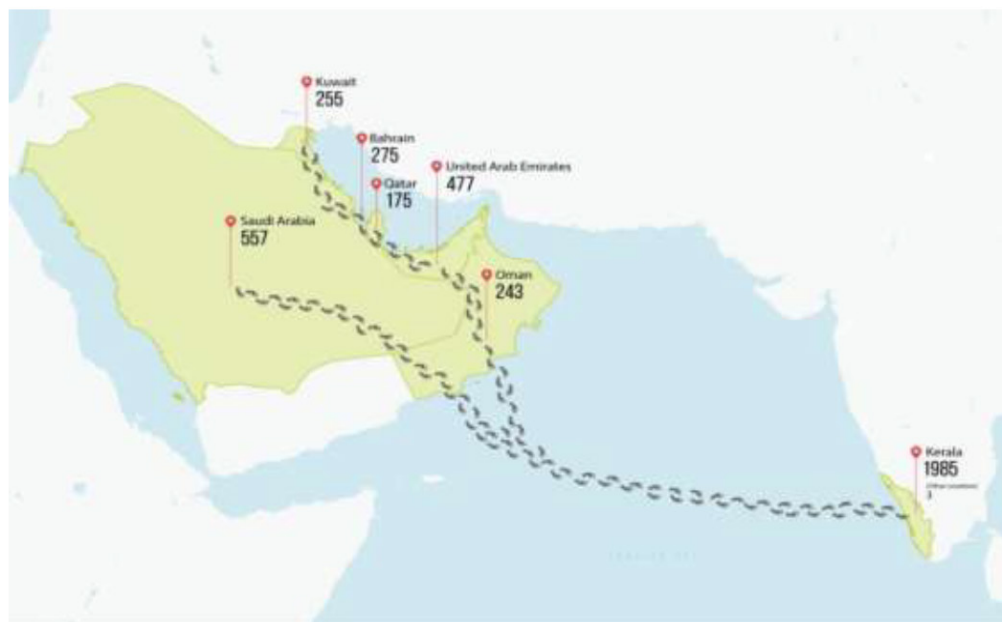 Kuwait
255
Bahrain
275
United Arab Emirates
477
Qatar
175
Saudi Arabia
557
Oman
243
Kerala
1985
3